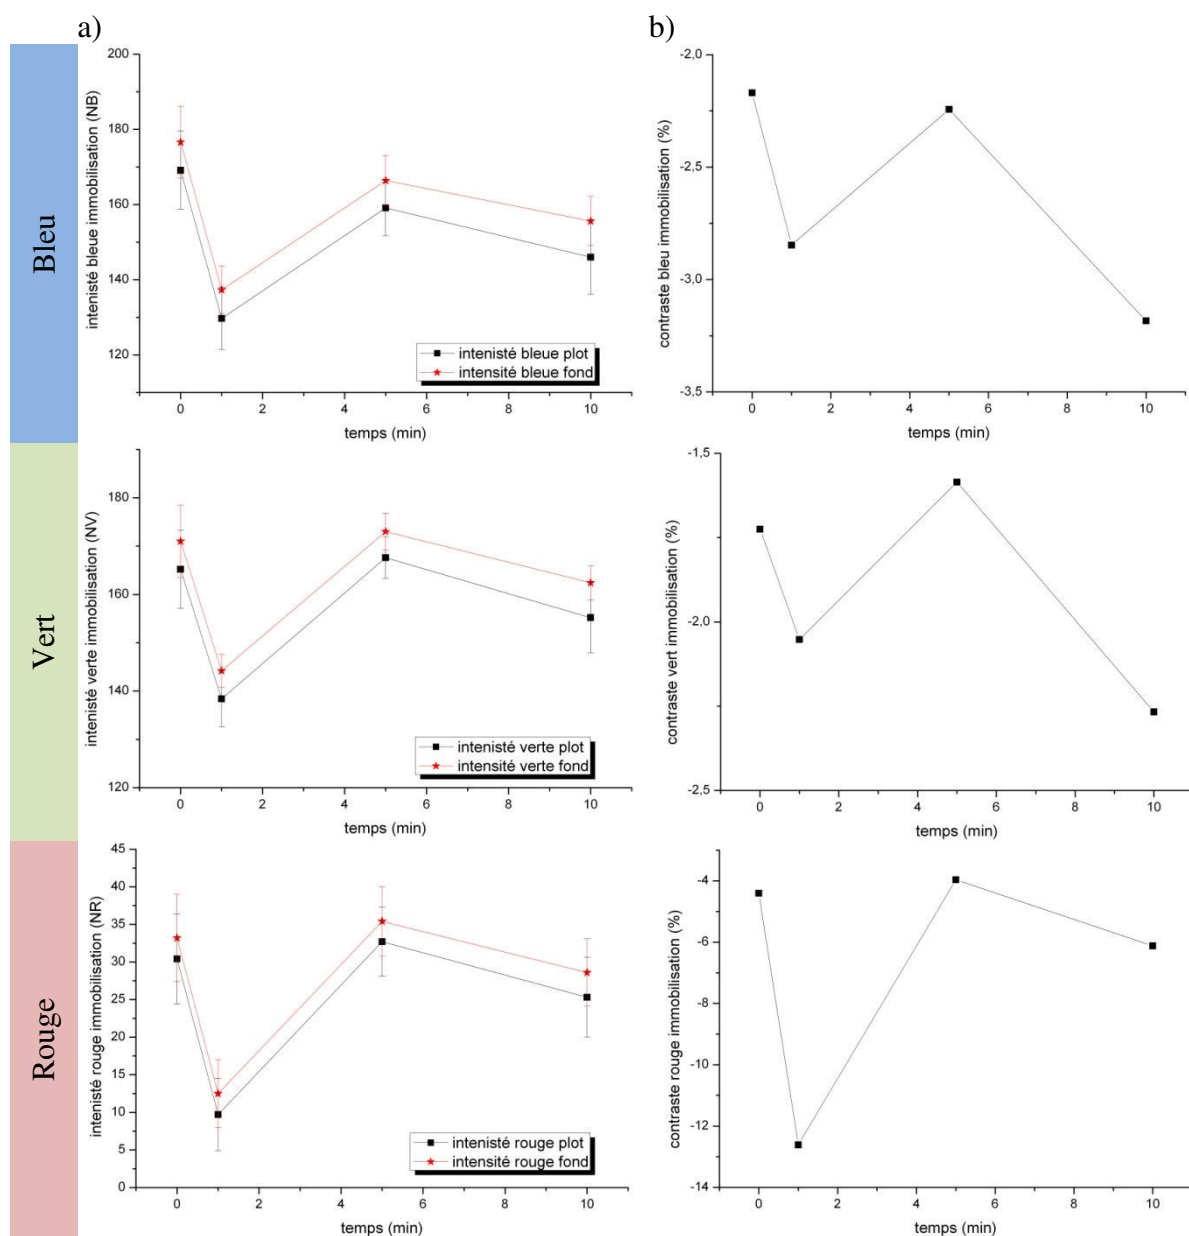 a)
b)
Bleu
intenisté bleue immobilisation (NB)
200
180
160
140
120
0
2
4
6
8
10
temps (min)
intenisté bleue plot
intensité bleue fond
contraste bleu immobilisation (%)
-2,0
-2,5
-3,0
-3,5
0
2
4
6
8
10
temps (min)
Vert
intenisté verte immobilisation (NV)
180
160
140
120
0
2
4
6
8
10
temps (min)
intenisté verte plot
intensité verte fond
contraste vert immobilisation (%)
-1,5
-2,0
-2,5
0
2
4
6
8
10
temps (min)
Rouge
intenisté rouge immobilisation (NR)
45
40
35
30
25
20
15
10
5
0
0
2
4
6
8
10
temps (min)
intenisté rouge plot
intensité rouge fond
contraste rouge immobilisation (%)
-4
-6
-8
-10
-12
-14
0
2
4
6
8
10
temps (min)